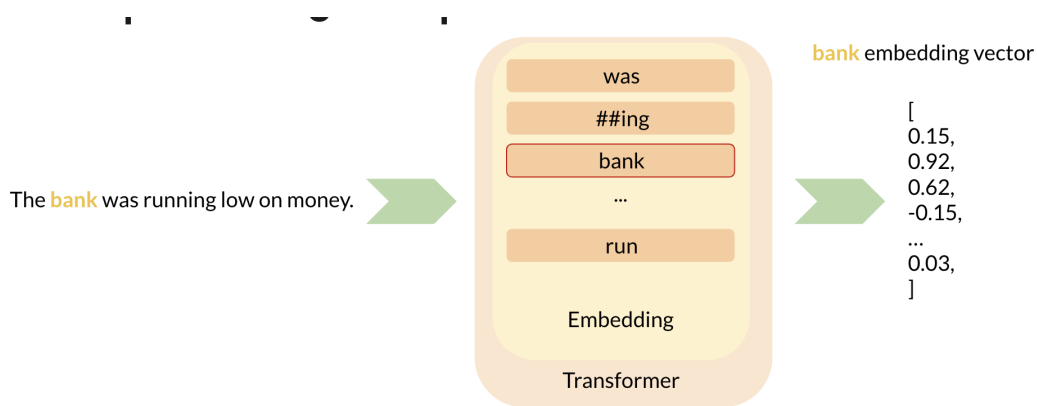 The bank was running low on money.
was
##ing
bank
...
run
Embedding
Transformer
bank embedding vector
[
0.15,
0.92,
0.62,
-0.15,
...
0.03,
]